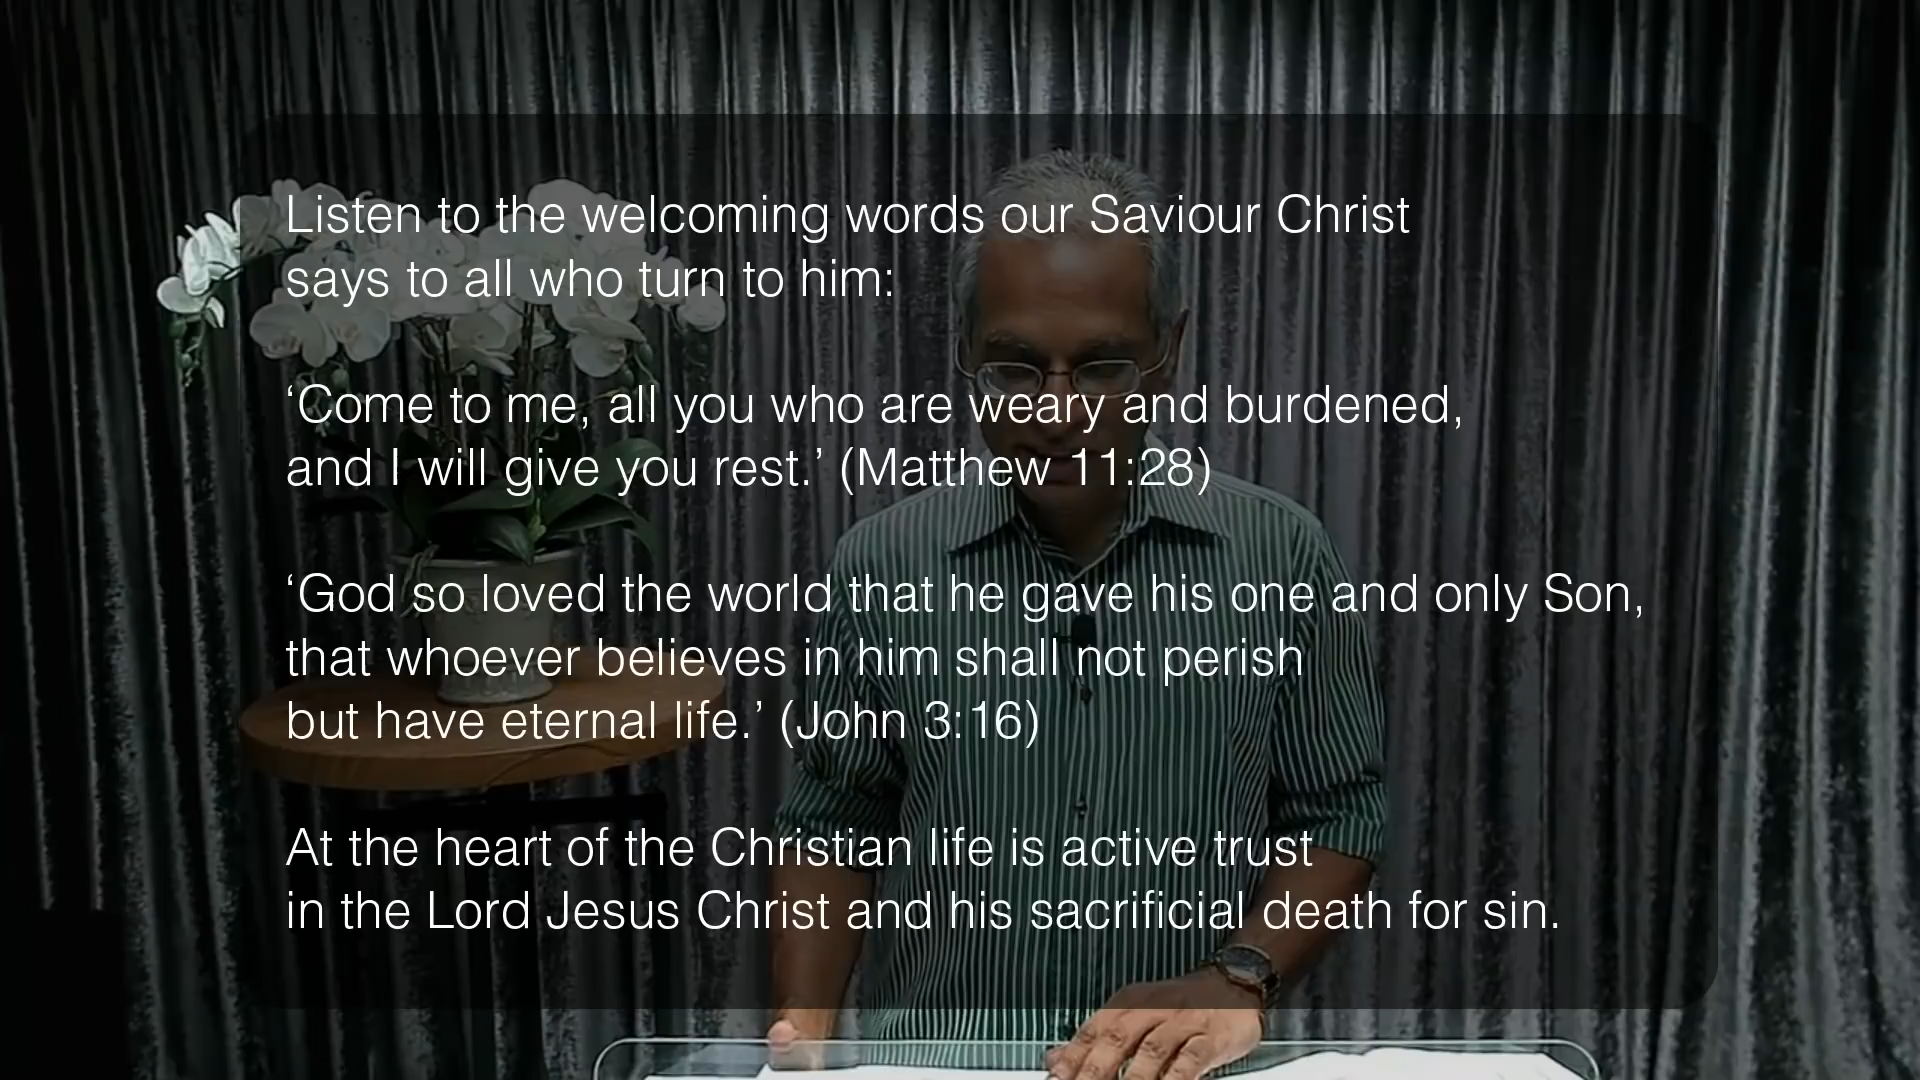 Listen to the welcoming words our Saviour Christ
says to all who turn to him:
‘Come to me, all you who are weary and burdened,
and I will give you rest.’ (Matthew 11:28)
‘God so loved the world that he gave his one and only Son,
that whoever believes in him shall not perish
but have eternal life.’ (John 3:16)
At the heart of the Christian life is active trust
in the Lord Jesus Christ and his sacrificial death for sin.